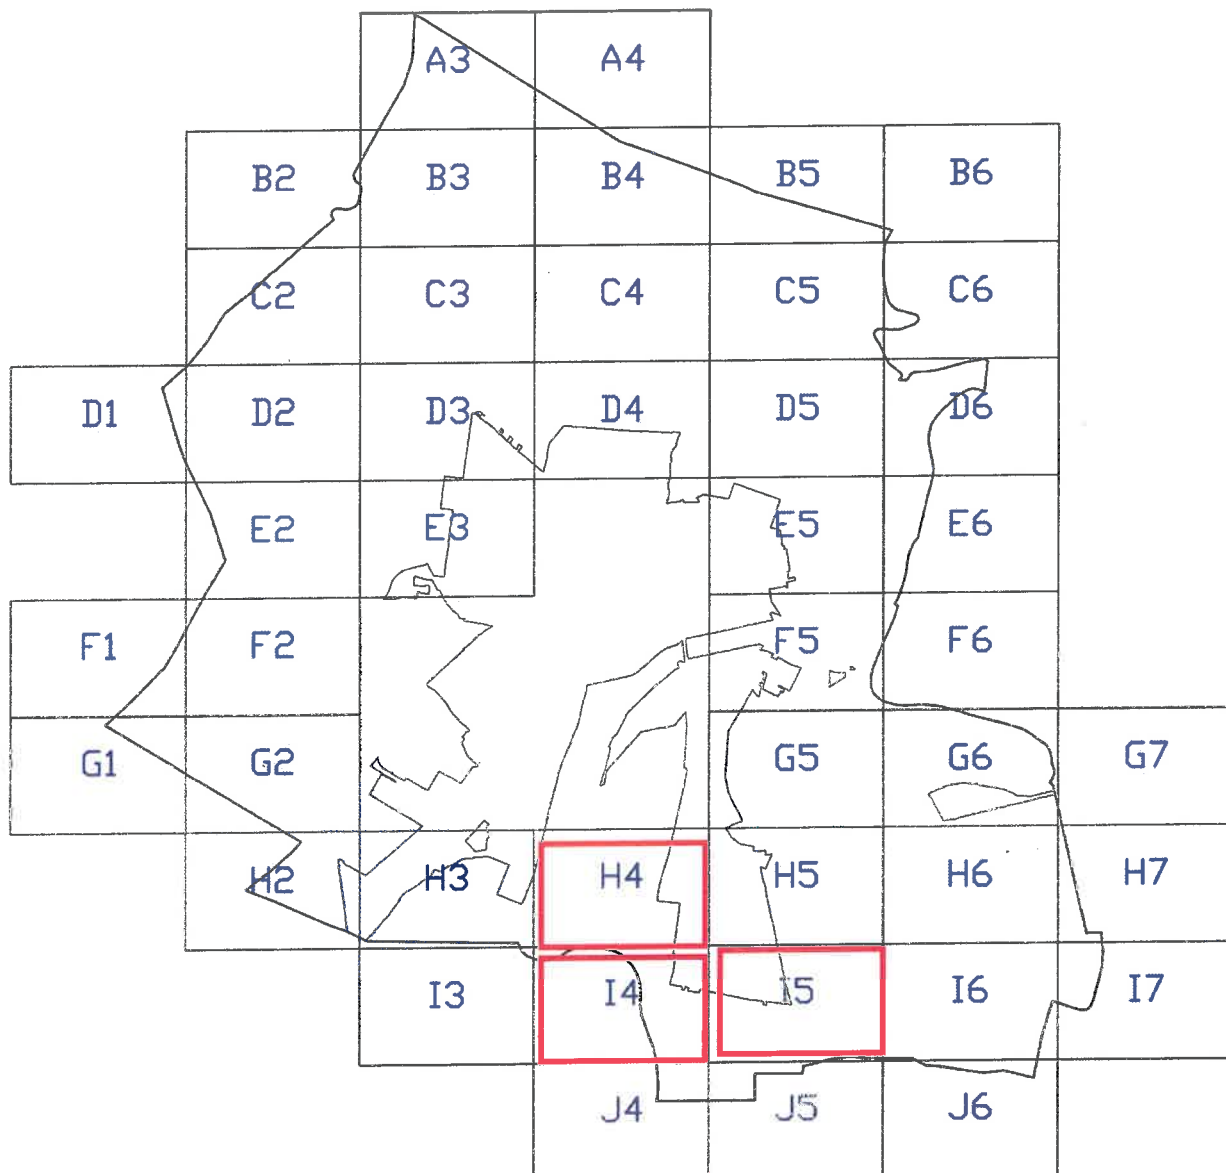 A3 A4
B2 B3 B4 B5 B6
C2 C3 C4 C5 C6
D1 D2 D3 D4 D5 D6
E2 E3 E5 E6
F1 F2 F5 F6
G1 G2 G5 G6 G7
H2 H3 H4 H5 H6 H7
I3 I4 I5 I6 I7
J4 J5 J6